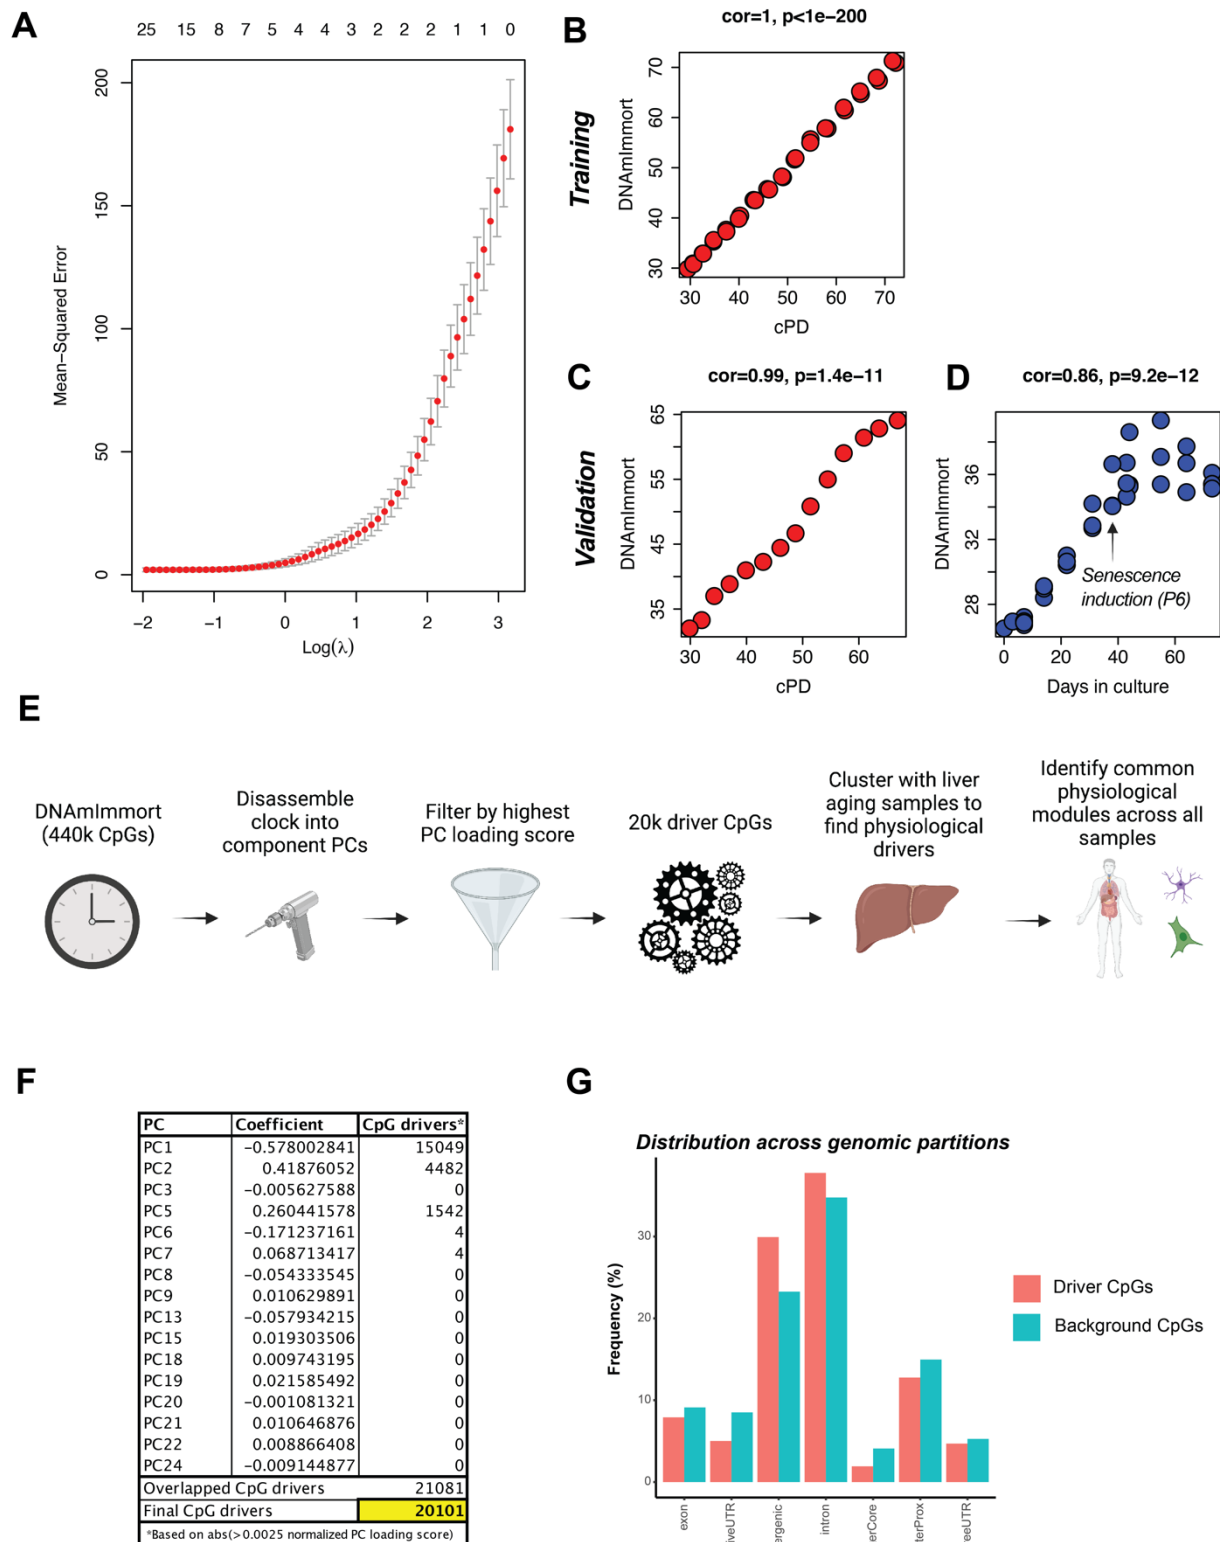 A
25 15 8 7 5 4 4 3 2 2 2 1 1 0
Mean−Squared Error
200
150
100
50
0
−2 −1 0 1 2 3
Log(λ)
B
cor=1, p<1e−200
Training
DNAmImmort
70
60
50
40
30
30 40 50 60 70
cPD
C
cor=0.99, p=1.4e−11
Validation
DNAmImmort
65
55
45
35
30 40 50 60
cPD
D
cor=0.86, p=9.2e−12
DNAmImmort
36
32
28
Senescence
induction (P6)
0 20 40 60
Days in culture
E
DNAmImmort
(440k CpGs)
Disassemble
clock into
component PCs
Filter by highest
PC loading score
20k driver CpGs
Cluster with liver
aging samples to
find physiological
drivers
Identify common
physiological
modules across all
samples
F
PC Coefficient CpG drivers*
PC1 −0.578002841 15049
PC2 0.41876052 4482
PC3 −0.005627588 0
PC5 0.260441578 1542
PC6 −0.171237161 4
PC7 0.068713417 4
PC8 −0.054333545 0
PC9 0.010629891 0
PC13 −0.057934215 0
PC15 0.019303506 0
PC18 0.009743195 0
PC19 0.021585492 0
PC20 −0.001081321 0
PC21 0.010646876 0
PC22 0.008866408 0
PC24 −0.009144877 0
Overlapped CpG drivers 21081
Final CpG drivers 20101
*Based on abs(>0.0025 normalized PC loading score)
G
Distribution across genomic partitions
Frequency (%)
30
20
10
0
exon
iveUTR
ergenic
intron
erCore
terProx
reeUTR
Driver CpGs
Background CpGs